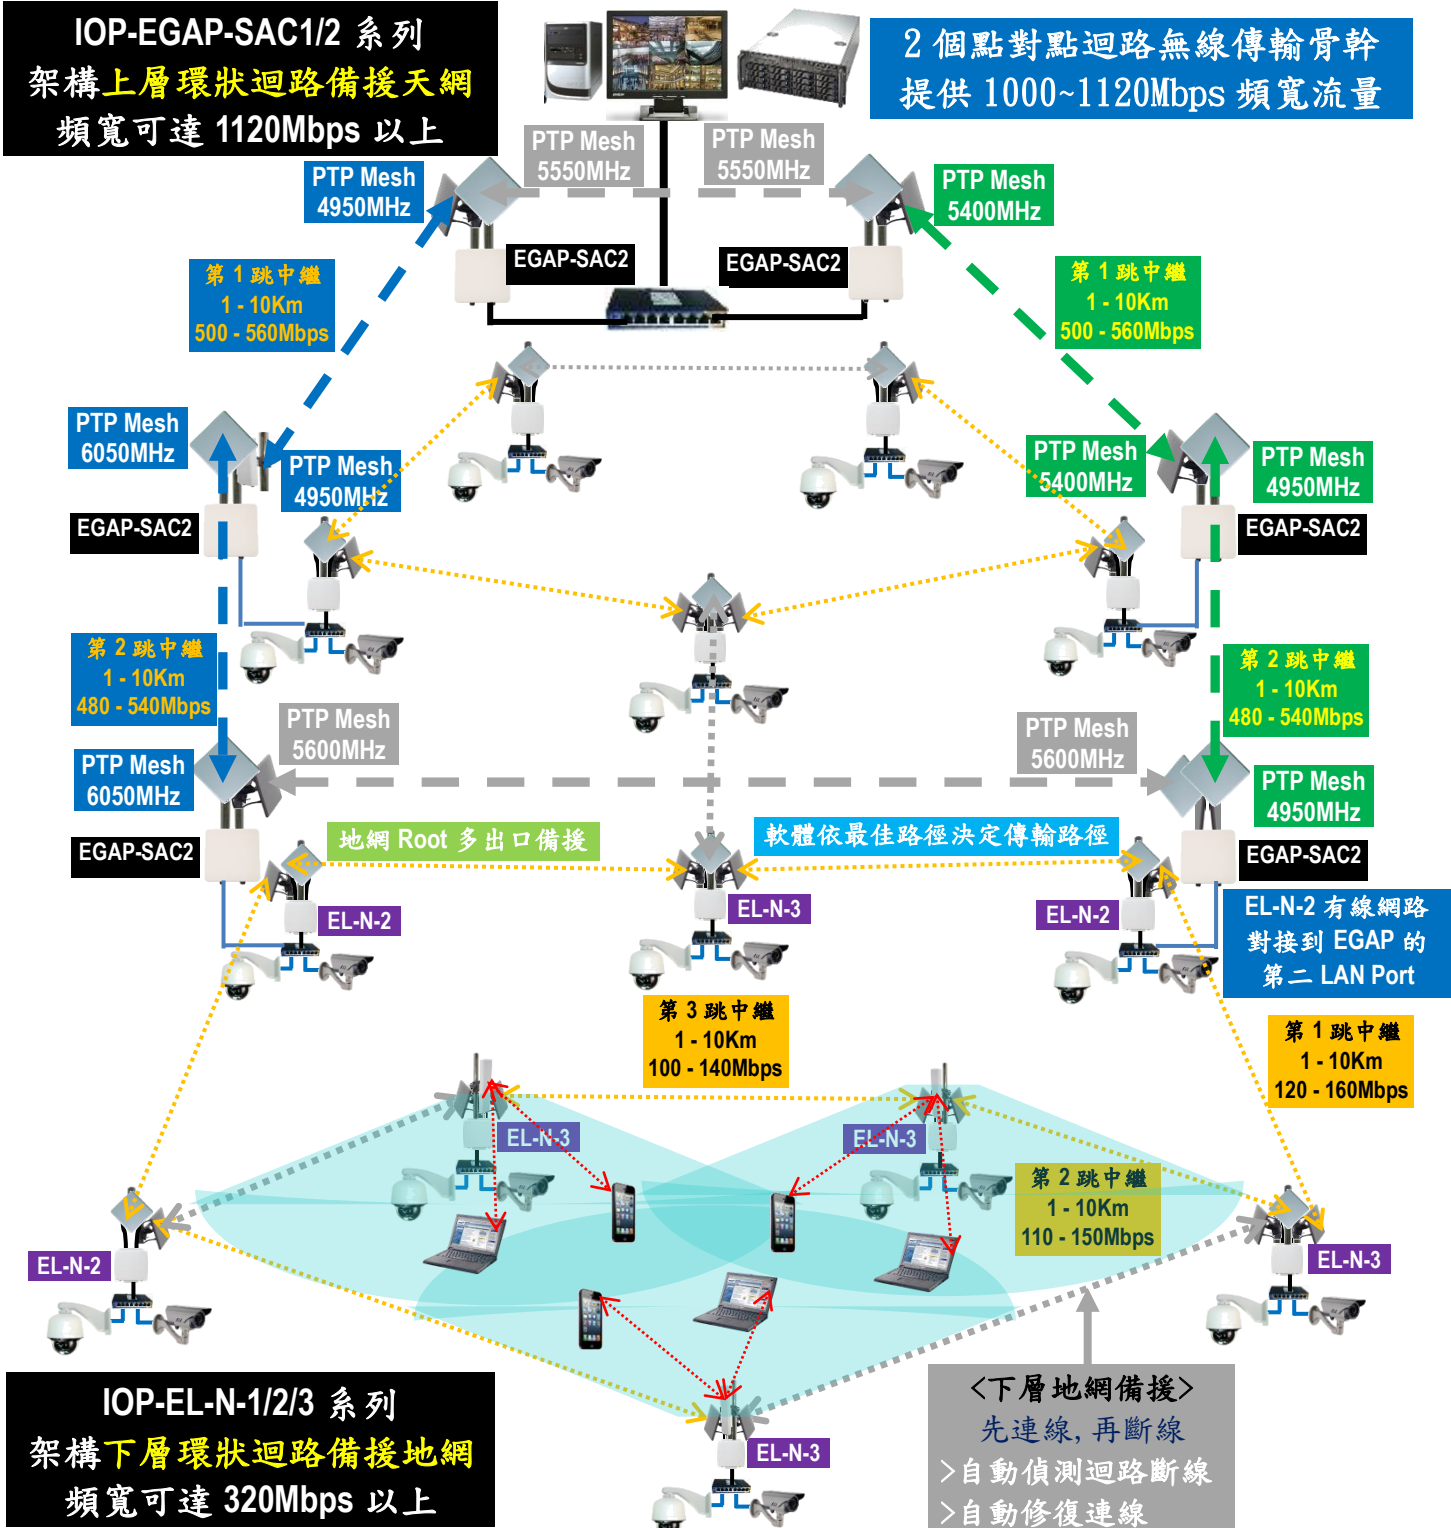 IOP-EGAP-SAC1/2 系列
架構上層環狀迴路備援天網
頻寬可達 1120Mbps 以上
2 個點對點迴路無線傳輸骨幹
提供 1000~1120Mbps 頻寬流量
PTP Mesh
5550MHz
PTP Mesh
5550MHz
PTP Mesh
4950MHz
PTP Mesh
5400MHz
EGAP-SAC2
EGAP-SAC2
第 1 跳中繼
1 - 10Km
500 - 560Mbps
第 1 跳中繼
1 - 10Km
500 - 560Mbps
PTP Mesh
6050MHz
PTP Mesh
4950MHz
PTP Mesh
5400MHz
PTP Mesh
4950MHz
EGAP-SAC2
EGAP-SAC2
第 2 跳中繼
1 - 10Km
480 - 540Mbps
第 2 跳中繼
1 - 10Km
480 - 540Mbps
PTP Mesh
5600MHz
PTP Mesh
5600MHz
PTP Mesh
6050MHz
PTP Mesh
4950MHz
地網 Root 多出口備援
軟體依最佳路徑決定傳輸路徑
EGAP-SAC2
EGAP-SAC2
EL-N-2
EL-N-3
EL-N-2
EL-N-2 有線網路
對接到 EGAP 的
第二 LAN Port
第 3 跳中繼
1 - 10Km
100 - 140Mbps
第 1 跳中繼
1 - 10Km
120 - 160Mbps
EL-N-3
EL-N-3
第 2 跳中繼
1 - 10Km
110 - 150Mbps
EL-N-2
EL-N-3
IOP-EL-N-1/2/3 系列
架構下層環狀迴路備援地網
頻寬可達 320Mbps 以上
EL-N-3
<下層地網備援>
先連線, 再斷線
>自動偵測迴路斷線
>自動修復連線